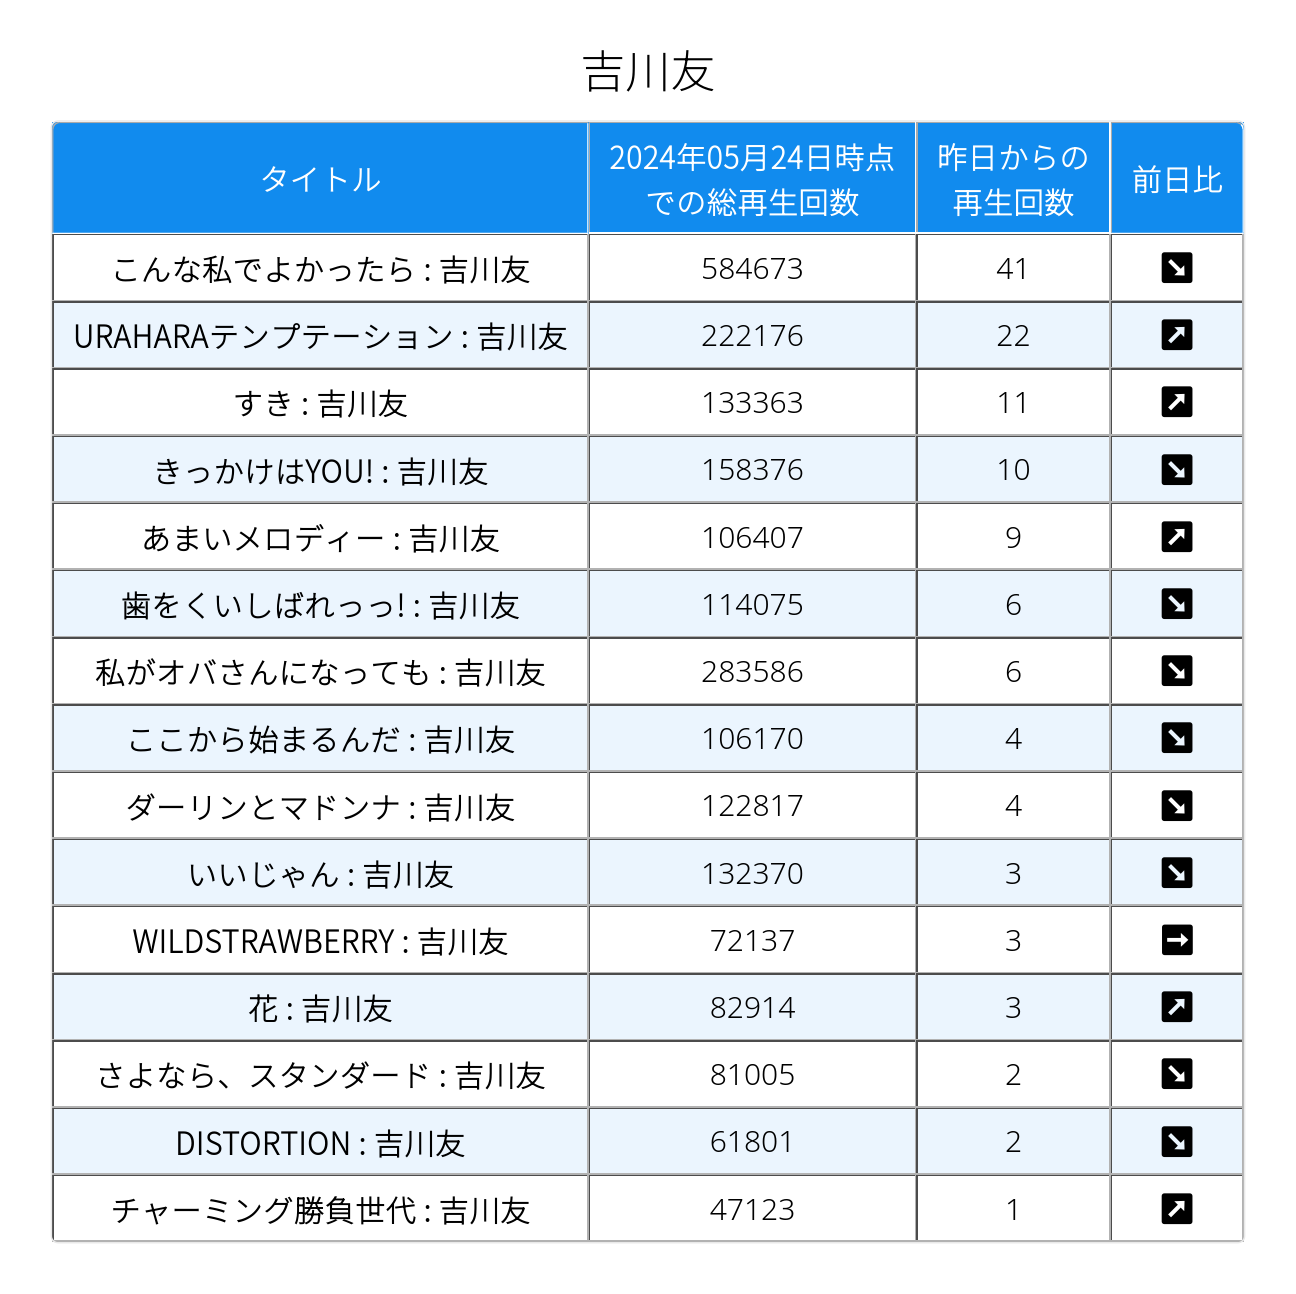 吉川友
タイトル
2024年05月24日時点
での総再生回数
昨日からの
再生回数
前日比
こんな私でよかったら : 吉川友 584673 41 ↘
URAHARAテンプテーション : 吉川友 222176 22 ↗
すき : 吉川友 133363 11 ↗
きっかけはYOU! : 吉川友 158376 10 ↘
あまいメロディー : 吉川友 106407 9 ↗
歯をくいしばれっっ! : 吉川友 114075 6 ↘
私がオバさんになっても : 吉川友 283586 6 ↘
ここから始まるんだ : 吉川友 106170 4 ↘
ダーリンとマドンナ : 吉川友 122817 4 ↘
いいじゃん : 吉川友 132370 3 ↘
WILDSTRAWBERRY : 吉川友 72137 3 →
花 : 吉川友 82914 3 ↗
さよなら、スタンダード : 吉川友 81005 2 ↘
DISTORTION : 吉川友 61801 2 ↘
チャーミング勝負世代 : 吉川友 47123 1 ↗